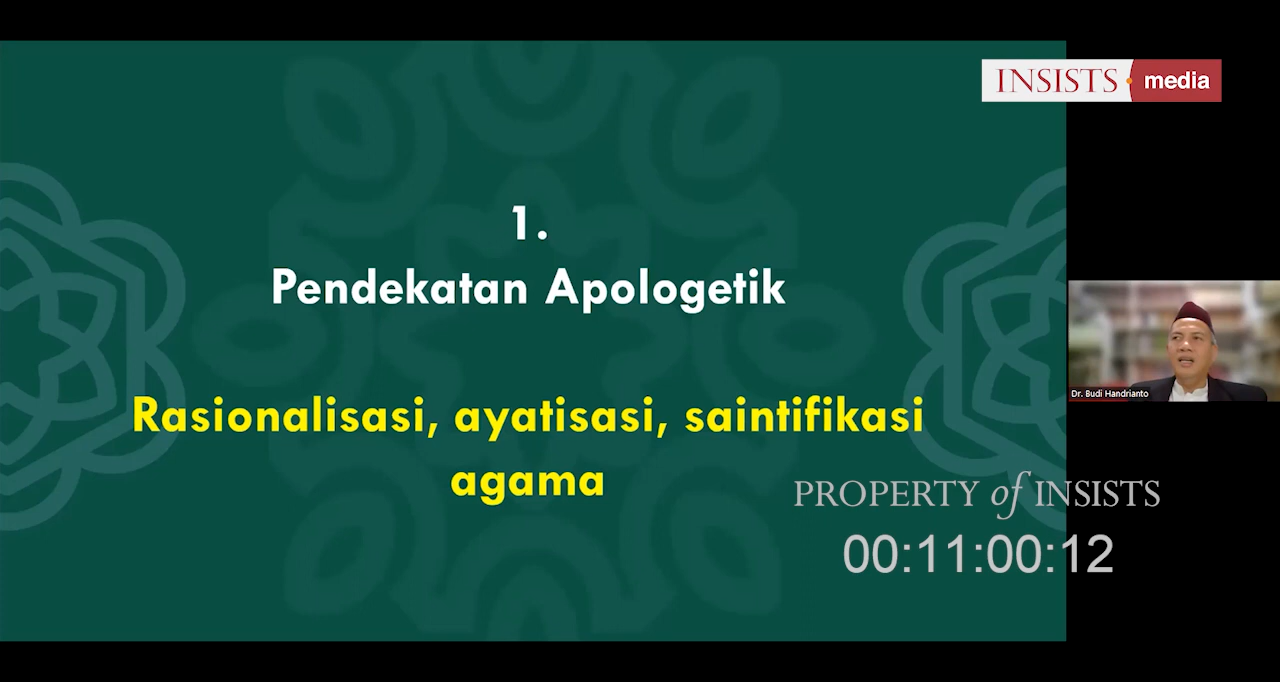 INSISTS media
1.
Pendekatan Apologetik
Rasionalisasi, ayatisasi, saintifikasi
agama
Dr. Budi Handrianto
PROPERTY of INSISTS
00:11:00:12